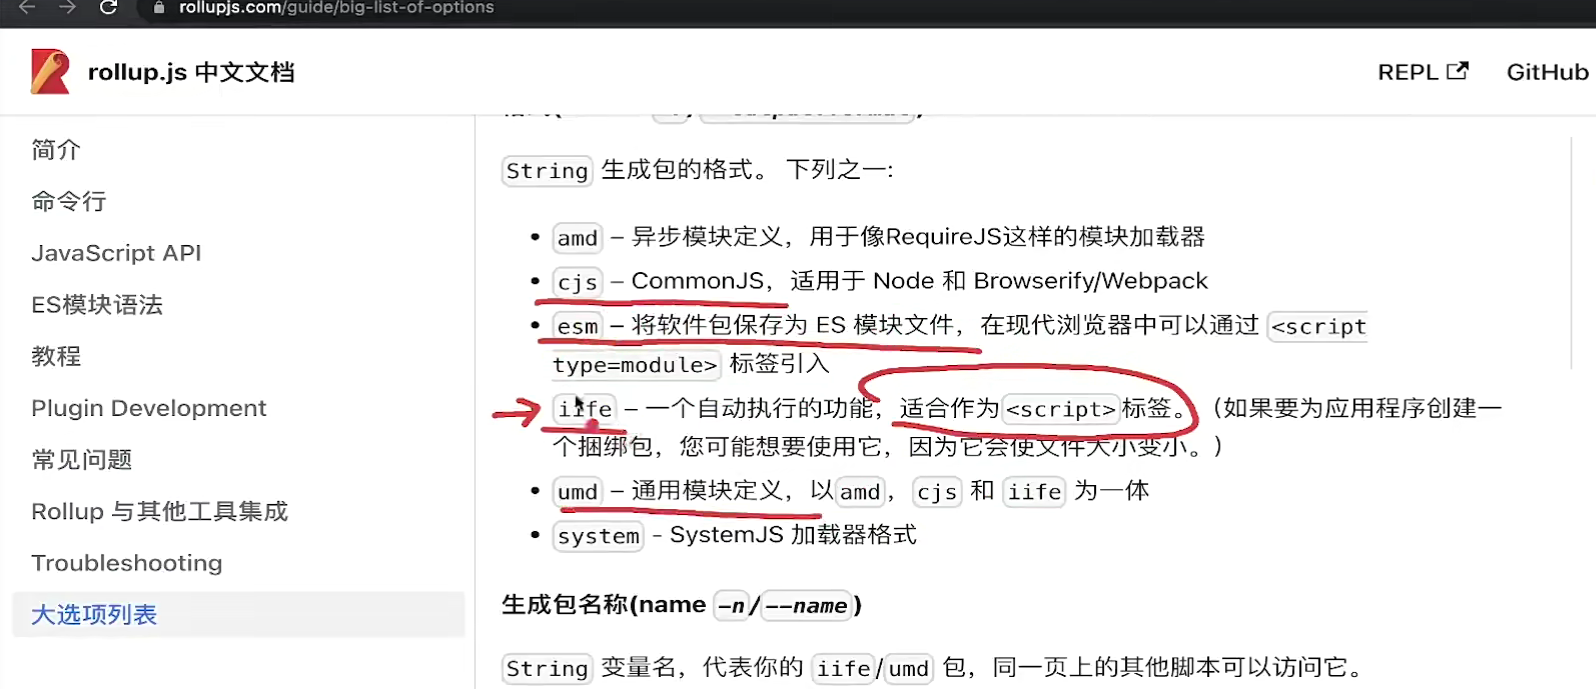 rollupjs.com/guide/big-list-of-options
rollup.js 中文文档
REPL
GitHub
简介
命令行
JavaScript API
ES模块语法
教程
Plugin Development
常见问题
Rollup 与其他工具集成
Troubleshooting
大选项列表
String 生成包的格式。 下列之一:
amd – 异步模块定义，用于像RequireJS这样的模块加载器
cjs – CommonJS，适用于 Node 和 Browserify/Webpack
esm – 将软件包保存为 ES 模块文件，在现代浏览器中可以通过 <script
type=module> 标签引入
iife – 一个自动执行的功能，适合作为<script>标签。（如果要为应用程序创建一
个捆绑包，您可能想要使用它，因为它会使文件大小变小。）
umd – 通用模块定义，以amd，cjs 和 iife 为一体
system - SystemJS 加载器格式
生成包名称(name -n/--name)
String 变量名，代表你的 iife/umd 包，同一页上的其他脚本可以访问它。